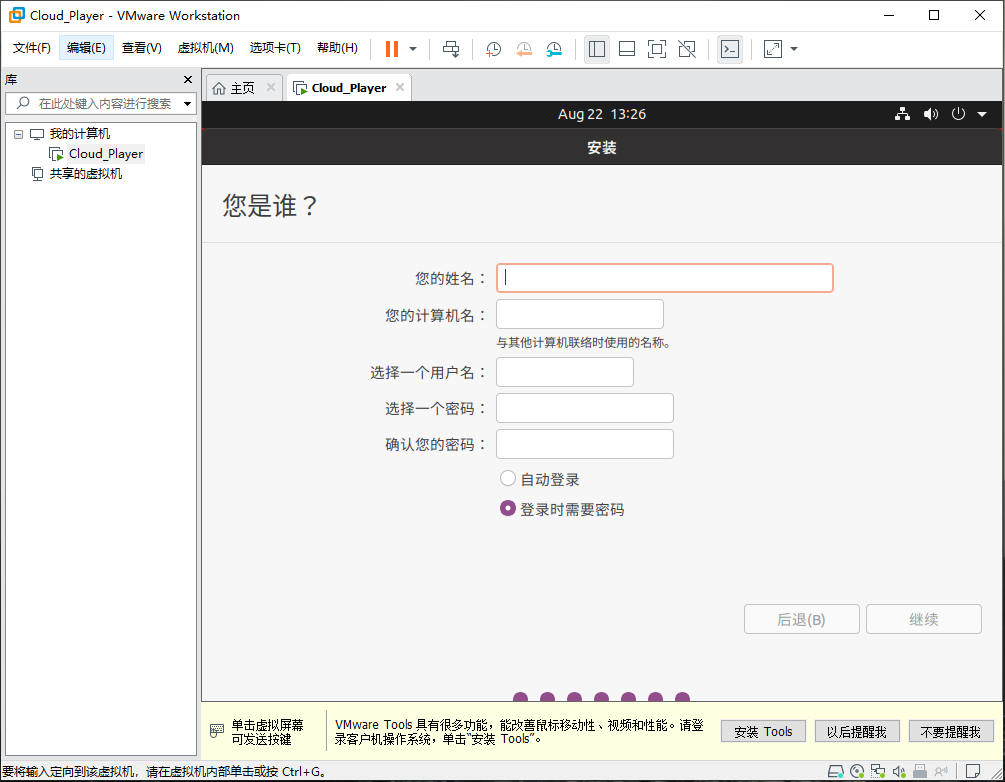 Cloud_Player - VMware Workstation
文件(F) 编辑(E) 查看(V) 虚拟机(M) 选项卡(T) 帮助(H)
库
在此处键入内容进行搜索
我的计算机
Cloud_Player
共享的虚拟机
主页 Cloud_Player
Aug 22 13:26
安装
您是谁？
您的姓名：
您的计算机名：
与其他计算机联络时使用的名称。
选择一个用户名：
选择一个密码：
确认您的密码：
自动登录
登录时需要密码
后退(B) 继续
单击虚拟屏幕
可发送按键
VMware Tools 具有很多功能，能改善鼠标移动性、视频和性能。请登
录客户机操作系统，单击“安装 Tools”。
安装 Tools 以后提醒我 不要提醒我
要将输入定向到该虚拟机，请在虚拟机内部单击或按 Ctrl+G。